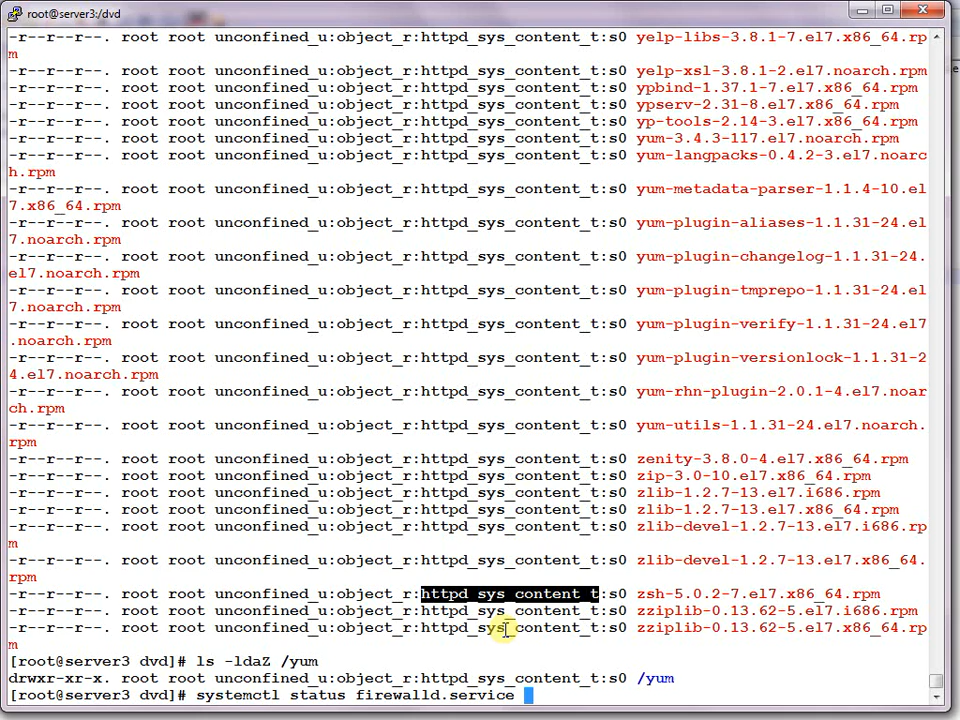 root@server3:/dvd
-r--r--r--. root root unconfined_u:object_r:httpd_sys_content_t:s0 yelp-libs-3.8.1-7.el7.x86_64.rp
m
-r--r--r--. root root unconfined_u:object_r:httpd_sys_content_t:s0 yelp-xsl-3.8.1-2.el7.noarch.rpm
-r--r--r--. root root unconfined_u:object_r:httpd_sys_content_t:s0 ypbind-1.37.1-7.el7.x86_64.rpm
-r--r--r--. root root unconfined_u:object_r:httpd_sys_content_t:s0 ypserv-2.31-8.el7.x86_64.rpm
-r--r--r--. root root unconfined_u:object_r:httpd_sys_content_t:s0 yp-tools-2.14-3.el7.x86_64.rpm
-r--r--r--. root root unconfined_u:object_r:httpd_sys_content_t:s0 yum-3.4.3-117.el7.noarch.rpm
-r--r--r--. root root unconfined_u:object_r:httpd_sys_content_t:s0 yum-langpacks-0.4.2-3.el7.noarc
h.rpm
-r--r--r--. root root unconfined_u:object_r:httpd_sys_content_t:s0 yum-metadata-parser-1.1.4-10.el
7.x86_64.rpm
-r--r--r--. root root unconfined_u:object_r:httpd_sys_content_t:s0 yum-plugin-aliases-1.1.31-24.el
7.noarch.rpm
-r--r--r--. root root unconfined_u:object_r:httpd_sys_content_t:s0 yum-plugin-changelog-1.1.31-24.
el7.noarch.rpm
-r--r--r--. root root unconfined_u:object_r:httpd_sys_content_t:s0 yum-plugin-tmprepo-1.1.31-24.el
7.noarch.rpm
-r--r--r--. root root unconfined_u:object_r:httpd_sys_content_t:s0 yum-plugin-verify-1.1.31-24.el7
.noarch.rpm
-r--r--r--. root root unconfined_u:object_r:httpd_sys_content_t:s0 yum-plugin-versionlock-1.1.31-2
4.el7.noarch.rpm
-r--r--r--. root root unconfined_u:object_r:httpd_sys_content_t:s0 yum-rhn-plugin-2.0.1-4.el7.noar
ch.rpm
-r--r--r--. root root unconfined_u:object_r:httpd_sys_content_t:s0 yum-utils-1.1.31-24.el7.noarch.
rpm
-r--r--r--. root root unconfined_u:object_r:httpd_sys_content_t:s0 zenity-3.8.0-4.el7.x86_64.rpm
-r--r--r--. root root unconfined_u:object_r:httpd_sys_content_t:s0 zip-3.0-10.el7.x86_64.rpm
-r--r--r--. root root unconfined_u:object_r:httpd_sys_content_t:s0 zlib-1.2.7-13.el7.i686.rpm
-r--r--r--. root root unconfined_u:object_r:httpd_sys_content_t:s0 zlib-1.2.7-13.el7.x86_64.rpm
-r--r--r--. root root unconfined_u:object_r:httpd_sys_content_t:s0 zlib-devel-1.2.7-13.el7.i686.rp
m
-r--r--r--. root root unconfined_u:object_r:httpd_sys_content_t:s0 zlib-devel-1.2.7-13.el7.x86_64.
rpm
-r--r--r--. root root unconfined_u:object_r:httpd_sys_content_t:s0 zsh-5.0.2-7.el7.x86_64.rpm
-r--r--r--. root root unconfined_u:object_r:httpd_sys_content_t:s0 zziplib-0.13.62-5.el7.i686.rpm
-r--r--r--. root root unconfined_u:object_r:httpd_sys_content_t:s0 zziplib-0.13.62-5.el7.x86_64.rp
m
[root@server3 dvd]# ls -ldaZ /yum
drwxr-xr-x. root root unconfined_u:object_r:httpd_sys_content_t:s0 /yum
[root@server3 dvd]# systemctl status firewalld.service